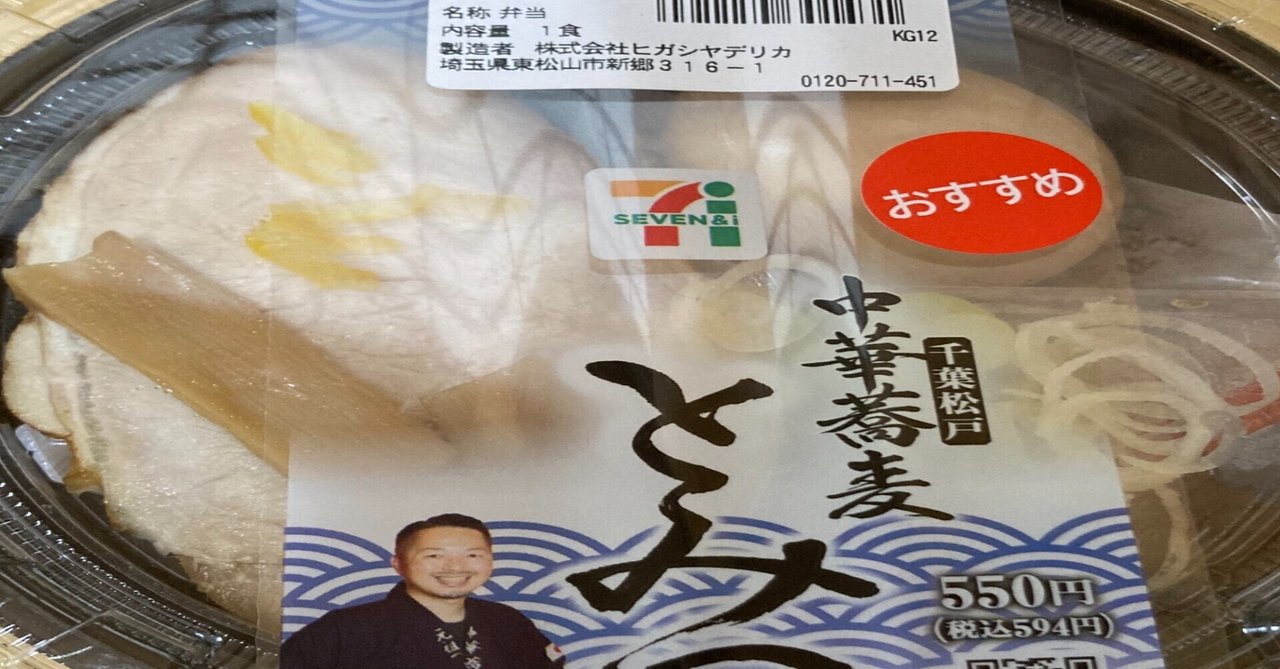 名称 弁当
内容量 1食
製造者 株式会社ヒガシヤデリカ
埼玉県東松山市新郷316-1
KG12
0120-711-451
SEVEN&i
おすすめ
千葉松戸
中華蕎麦
とみ
550円
(税込594円)